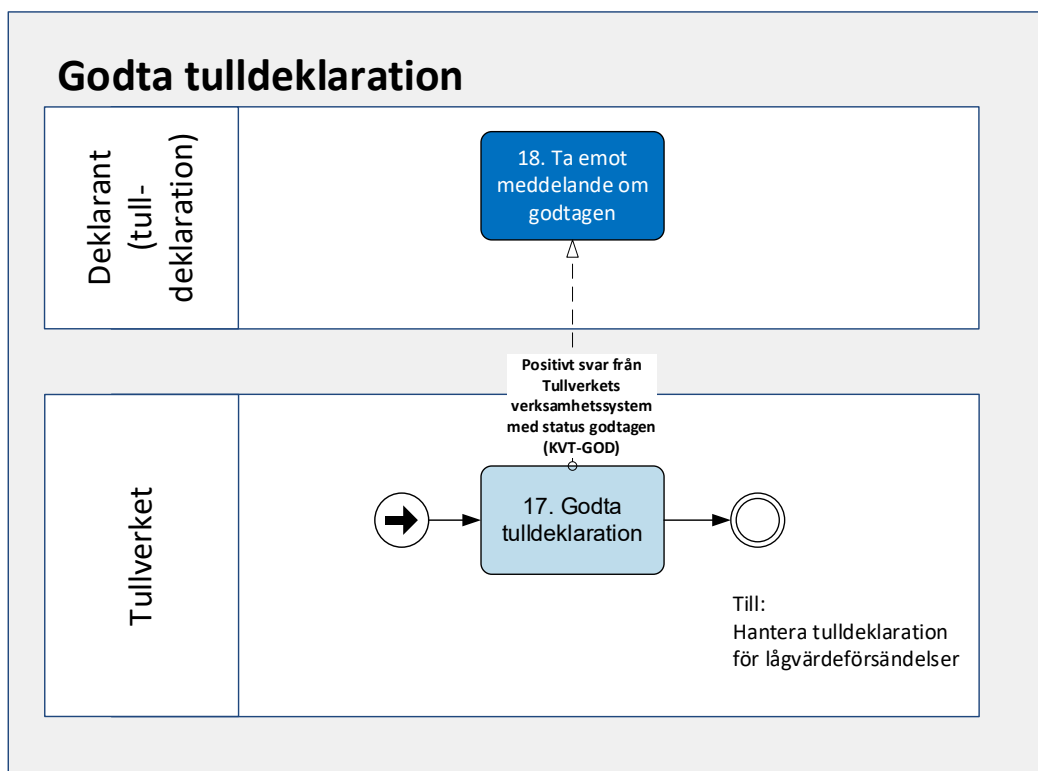 Godta tulldeklaration
Deklarant
(tull-
deklaration)
18. Ta emot
meddelande om
godtagen
Positivt svar från
Tullverkets
verksamhetssystem
med status godtagen
(KVT-GOD)
Tullverket
17. Godta
tulldeklaration
Till:
Hantera tulldeklaration
för lågvärdeförsändelser